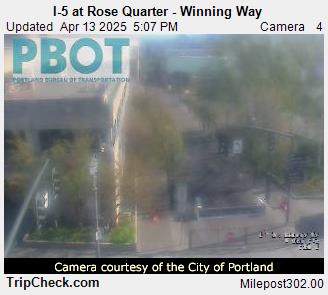 I-5 at Rose Quarter - Winning Way
Updated Apr 13 2025 5:07 PM Camera 4
PBOT
PORTLAND BUREAU OF TRANSPORTATION
Camera courtesy of the City of Portland
TripCheck.com Milepost302.00